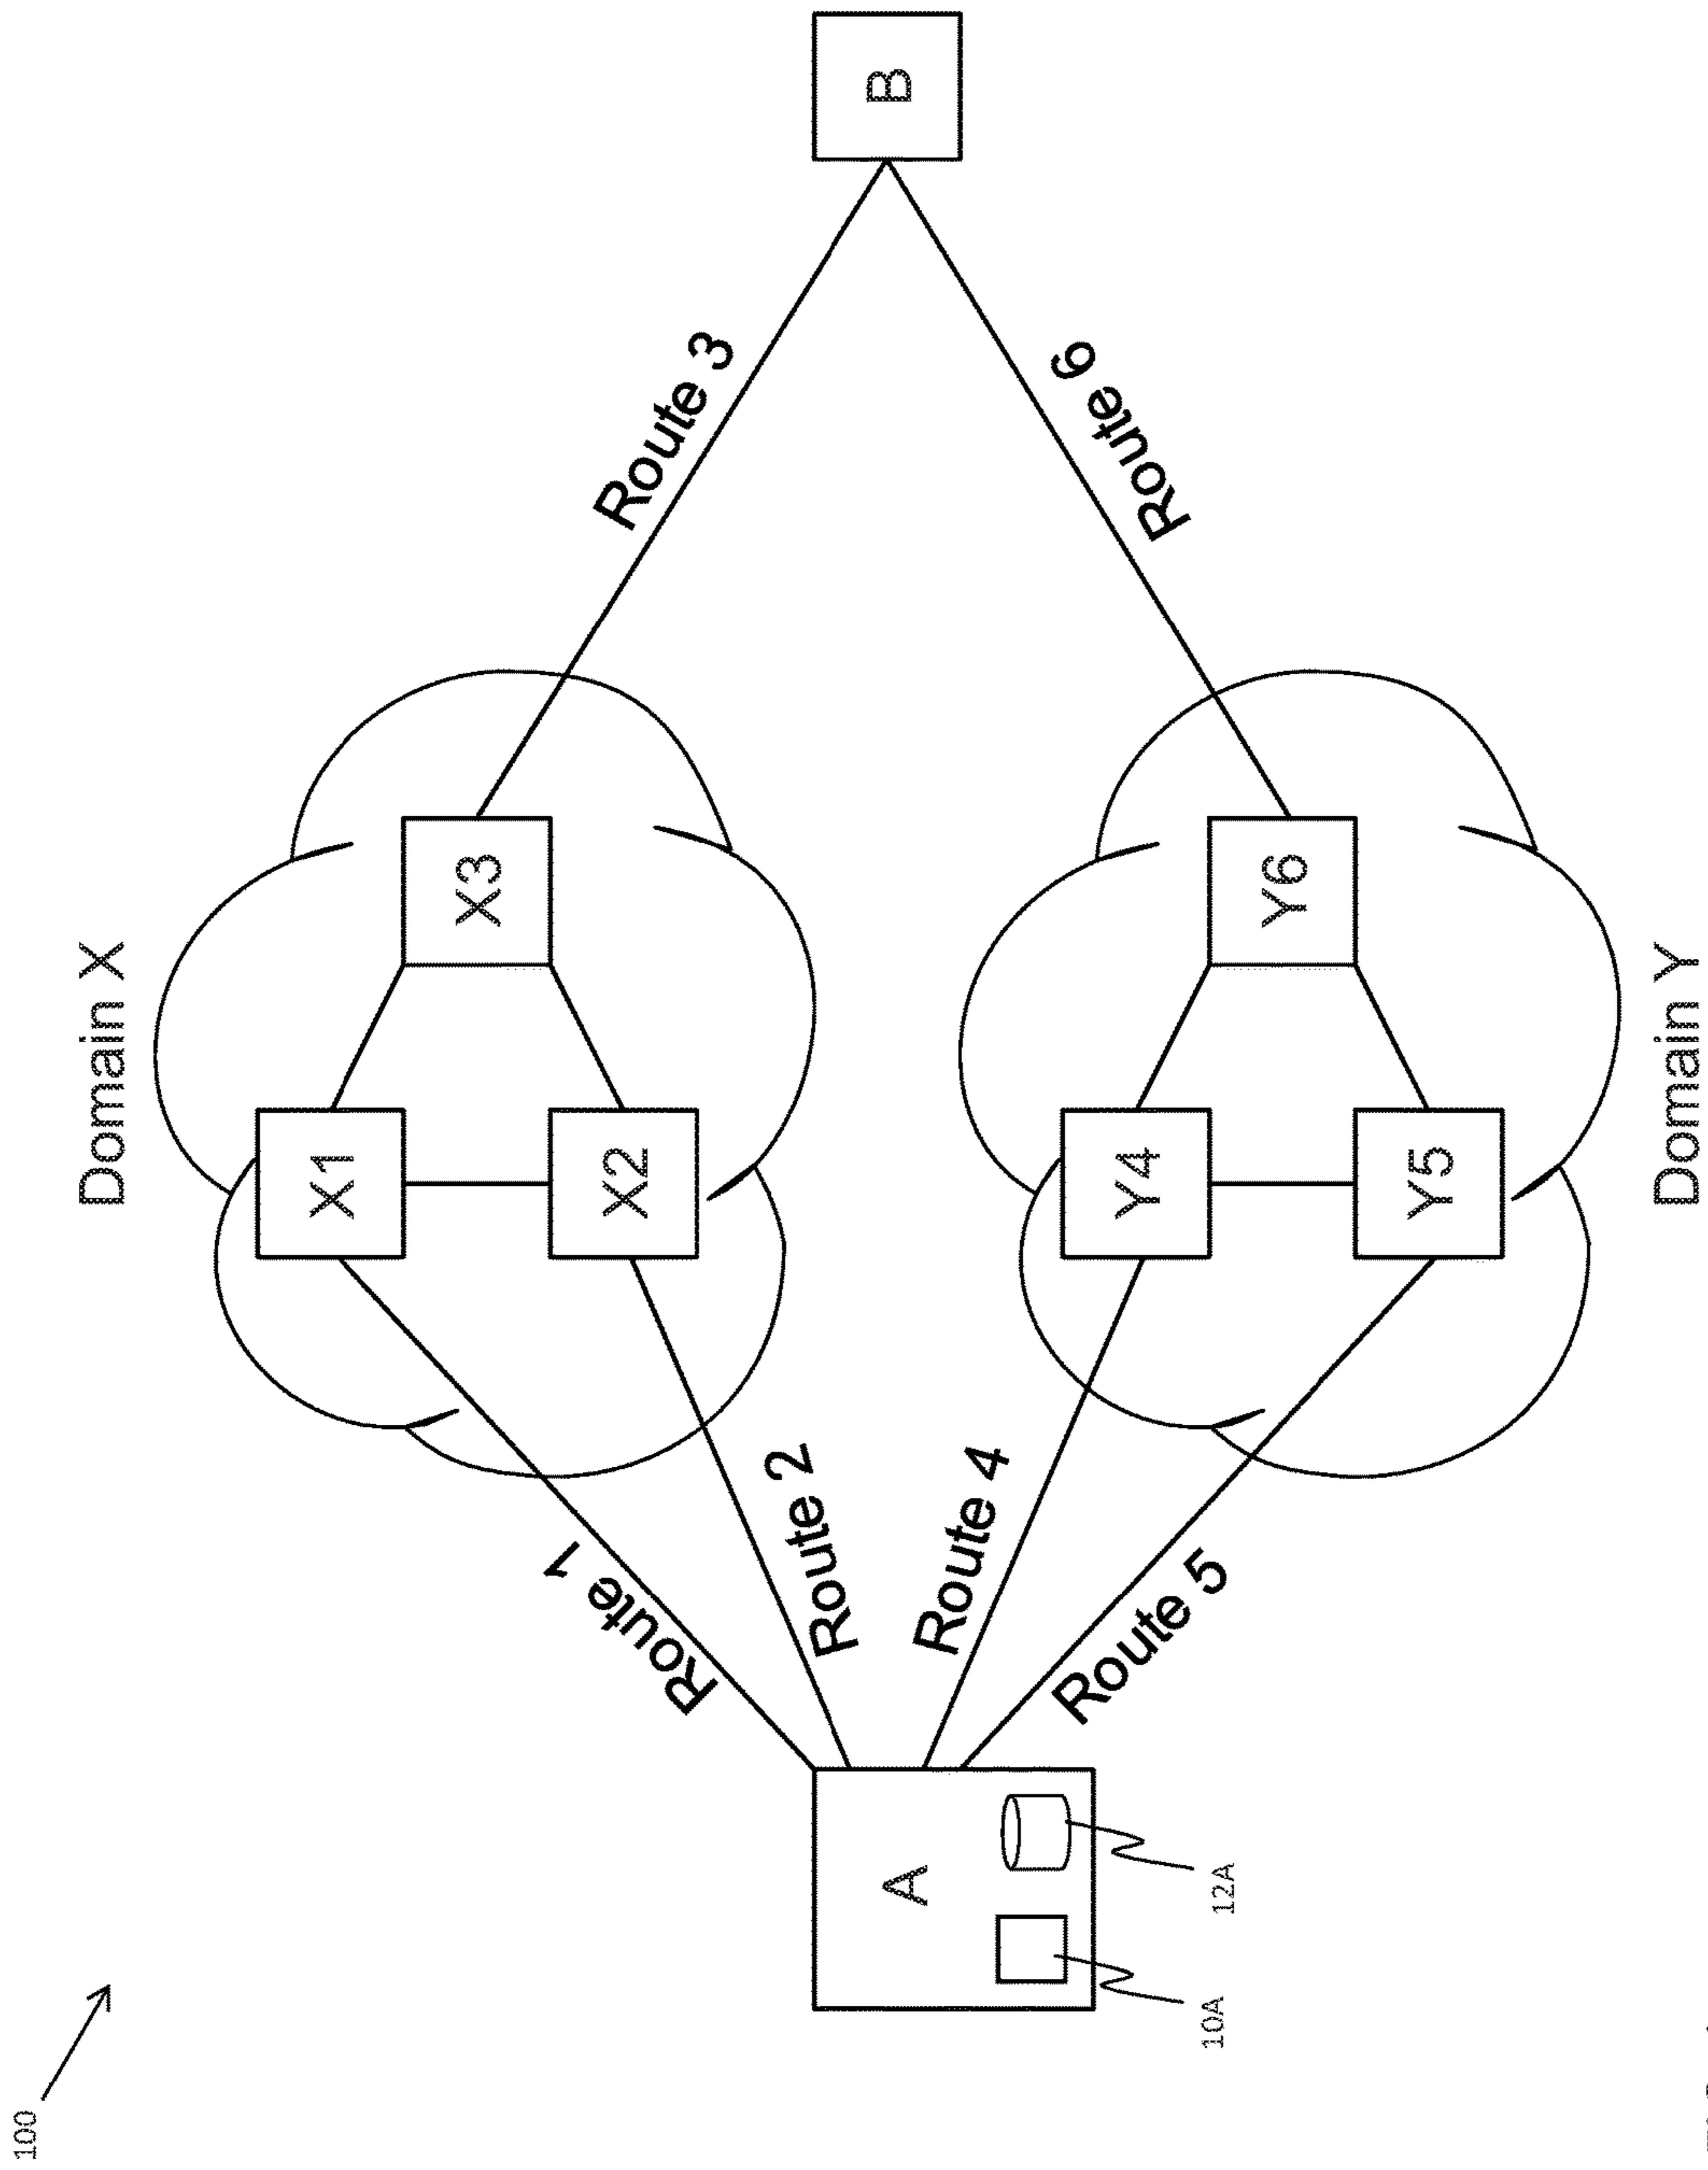 100
Domain X
X1
X2
X3
Route 1
Route 2
Route 3
A
B
10A
12A
Route 4
Route 5
Route 6
Y4
Y5
Y6
Domain Y